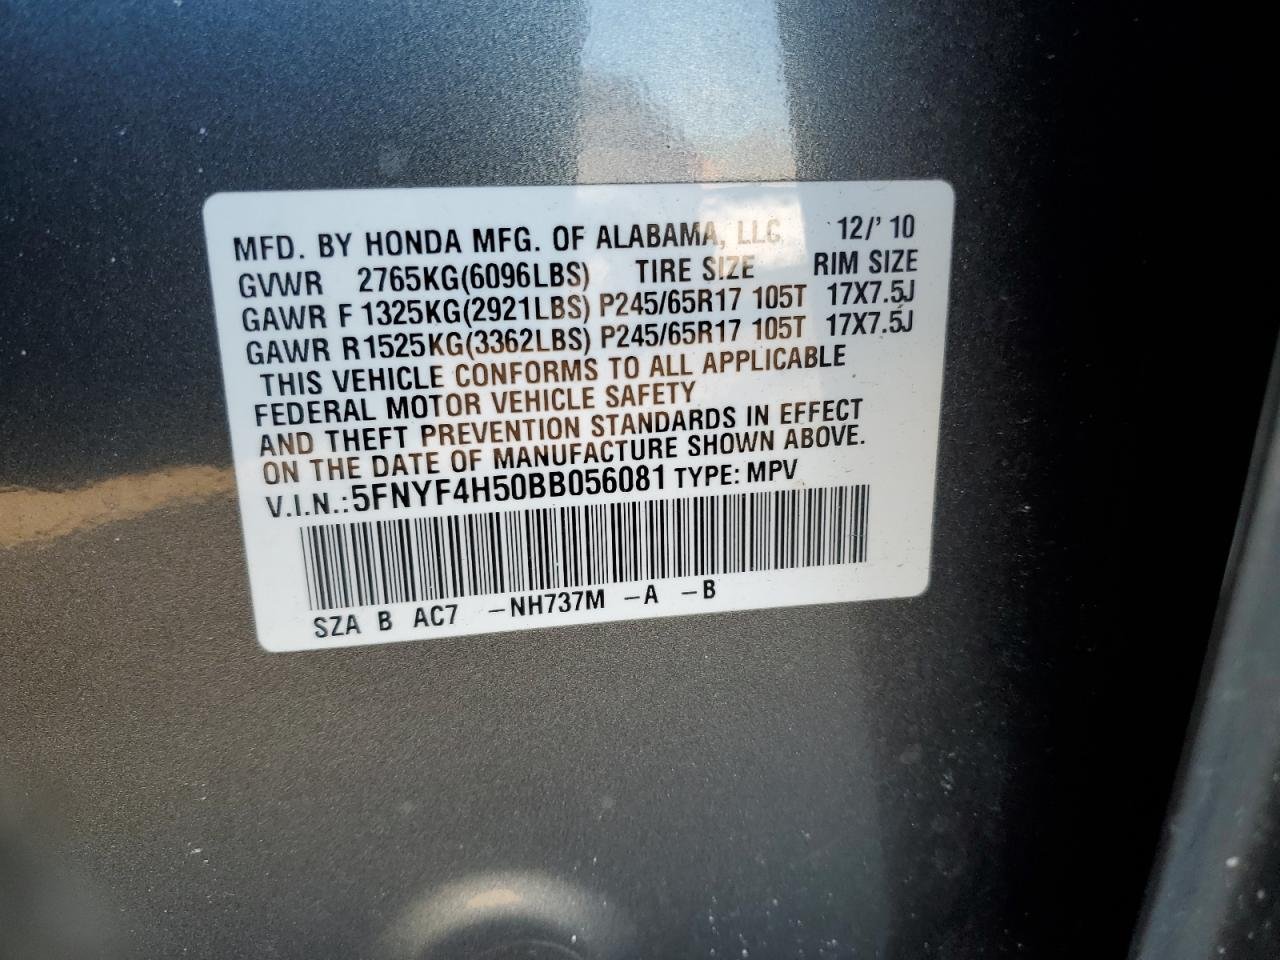 MFD. BY HONDA MFG. OF ALABAMA, LLC 12/'10
GVWR 2765KG(6096LBS) TIRE SIZE RIM SIZE
GAWR F 1325KG(2921LBS) P245/65R17 105T 17X7.5J
GAWR R1525KG(3362LBS) P245/65R17 105T 17X7.5J
THIS VEHICLE CONFORMS TO ALL APPLICABLE
FEDERAL MOTOR VEHICLE SAFETY
AND THEFT PREVENTION STANDARDS IN EFFECT
ON THE DATE OF MANUFACTURE SHOWN ABOVE.
V.I.N.:5FNYF4H50BB056081 TYPE: MPV
SZA B AC7 -NH737M -A -B